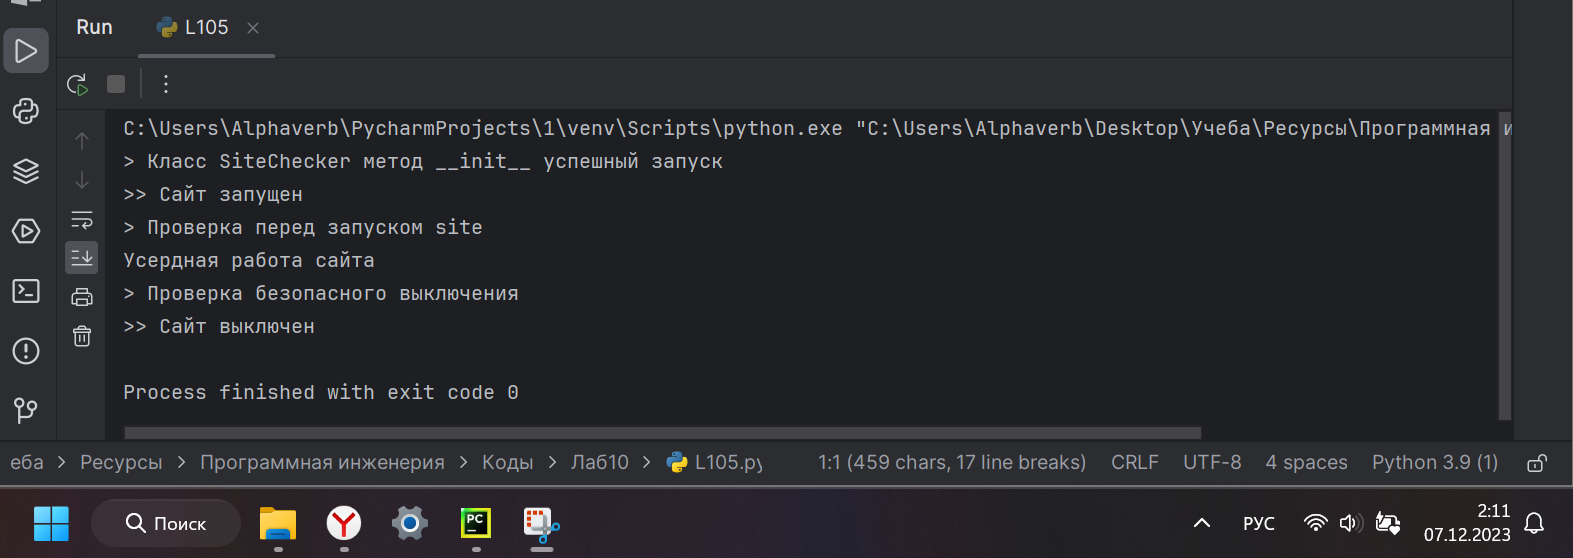 Run L105
C:\Users\Alphaverb\PycharmProjects\1\venv\Scripts\python.exe "C:\Users\Alphaverb\Desktop\Учеба\Ресурсы\Программная и
> Класс SiteChecker метод __init__ успешный запуск
>> Сайт запущен
> Проверка перед запуском site
Усердная работа сайта
> Проверка безопасного выключения
>> Сайт выключен
Process finished with exit code 0
еба > Ресурсы > Программная инженерия > Коды > Лаб10 > L105.py 1:1 (459 chars, 17 line breaks) CRLF UTF-8 4 spaces Python 3.9 (1)
Поиск PC РУС 2:11
07.12.2023